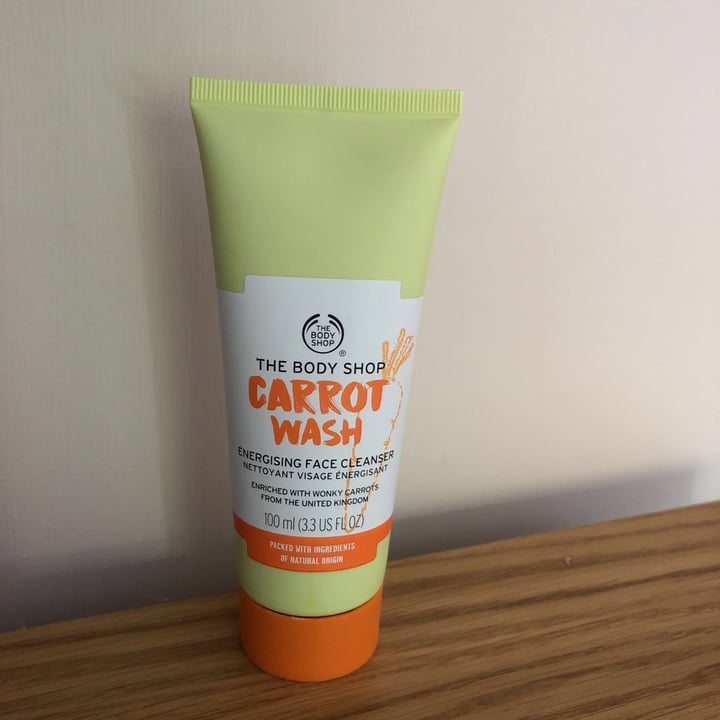 THE
BODY
SHOP
®
THE BODY SHOP
CARROT
WASH
ENERGISING FACE CLEANSER
NETTOYANT VISAGE ÉNERGISANT
ENRICHED WITH WONKY CARROTS
FROM THE UNITED KINGDOM
100 ml (3.3 US FL OZ)
PACKED WITH INGREDIENTS
OF NATURAL ORIGIN